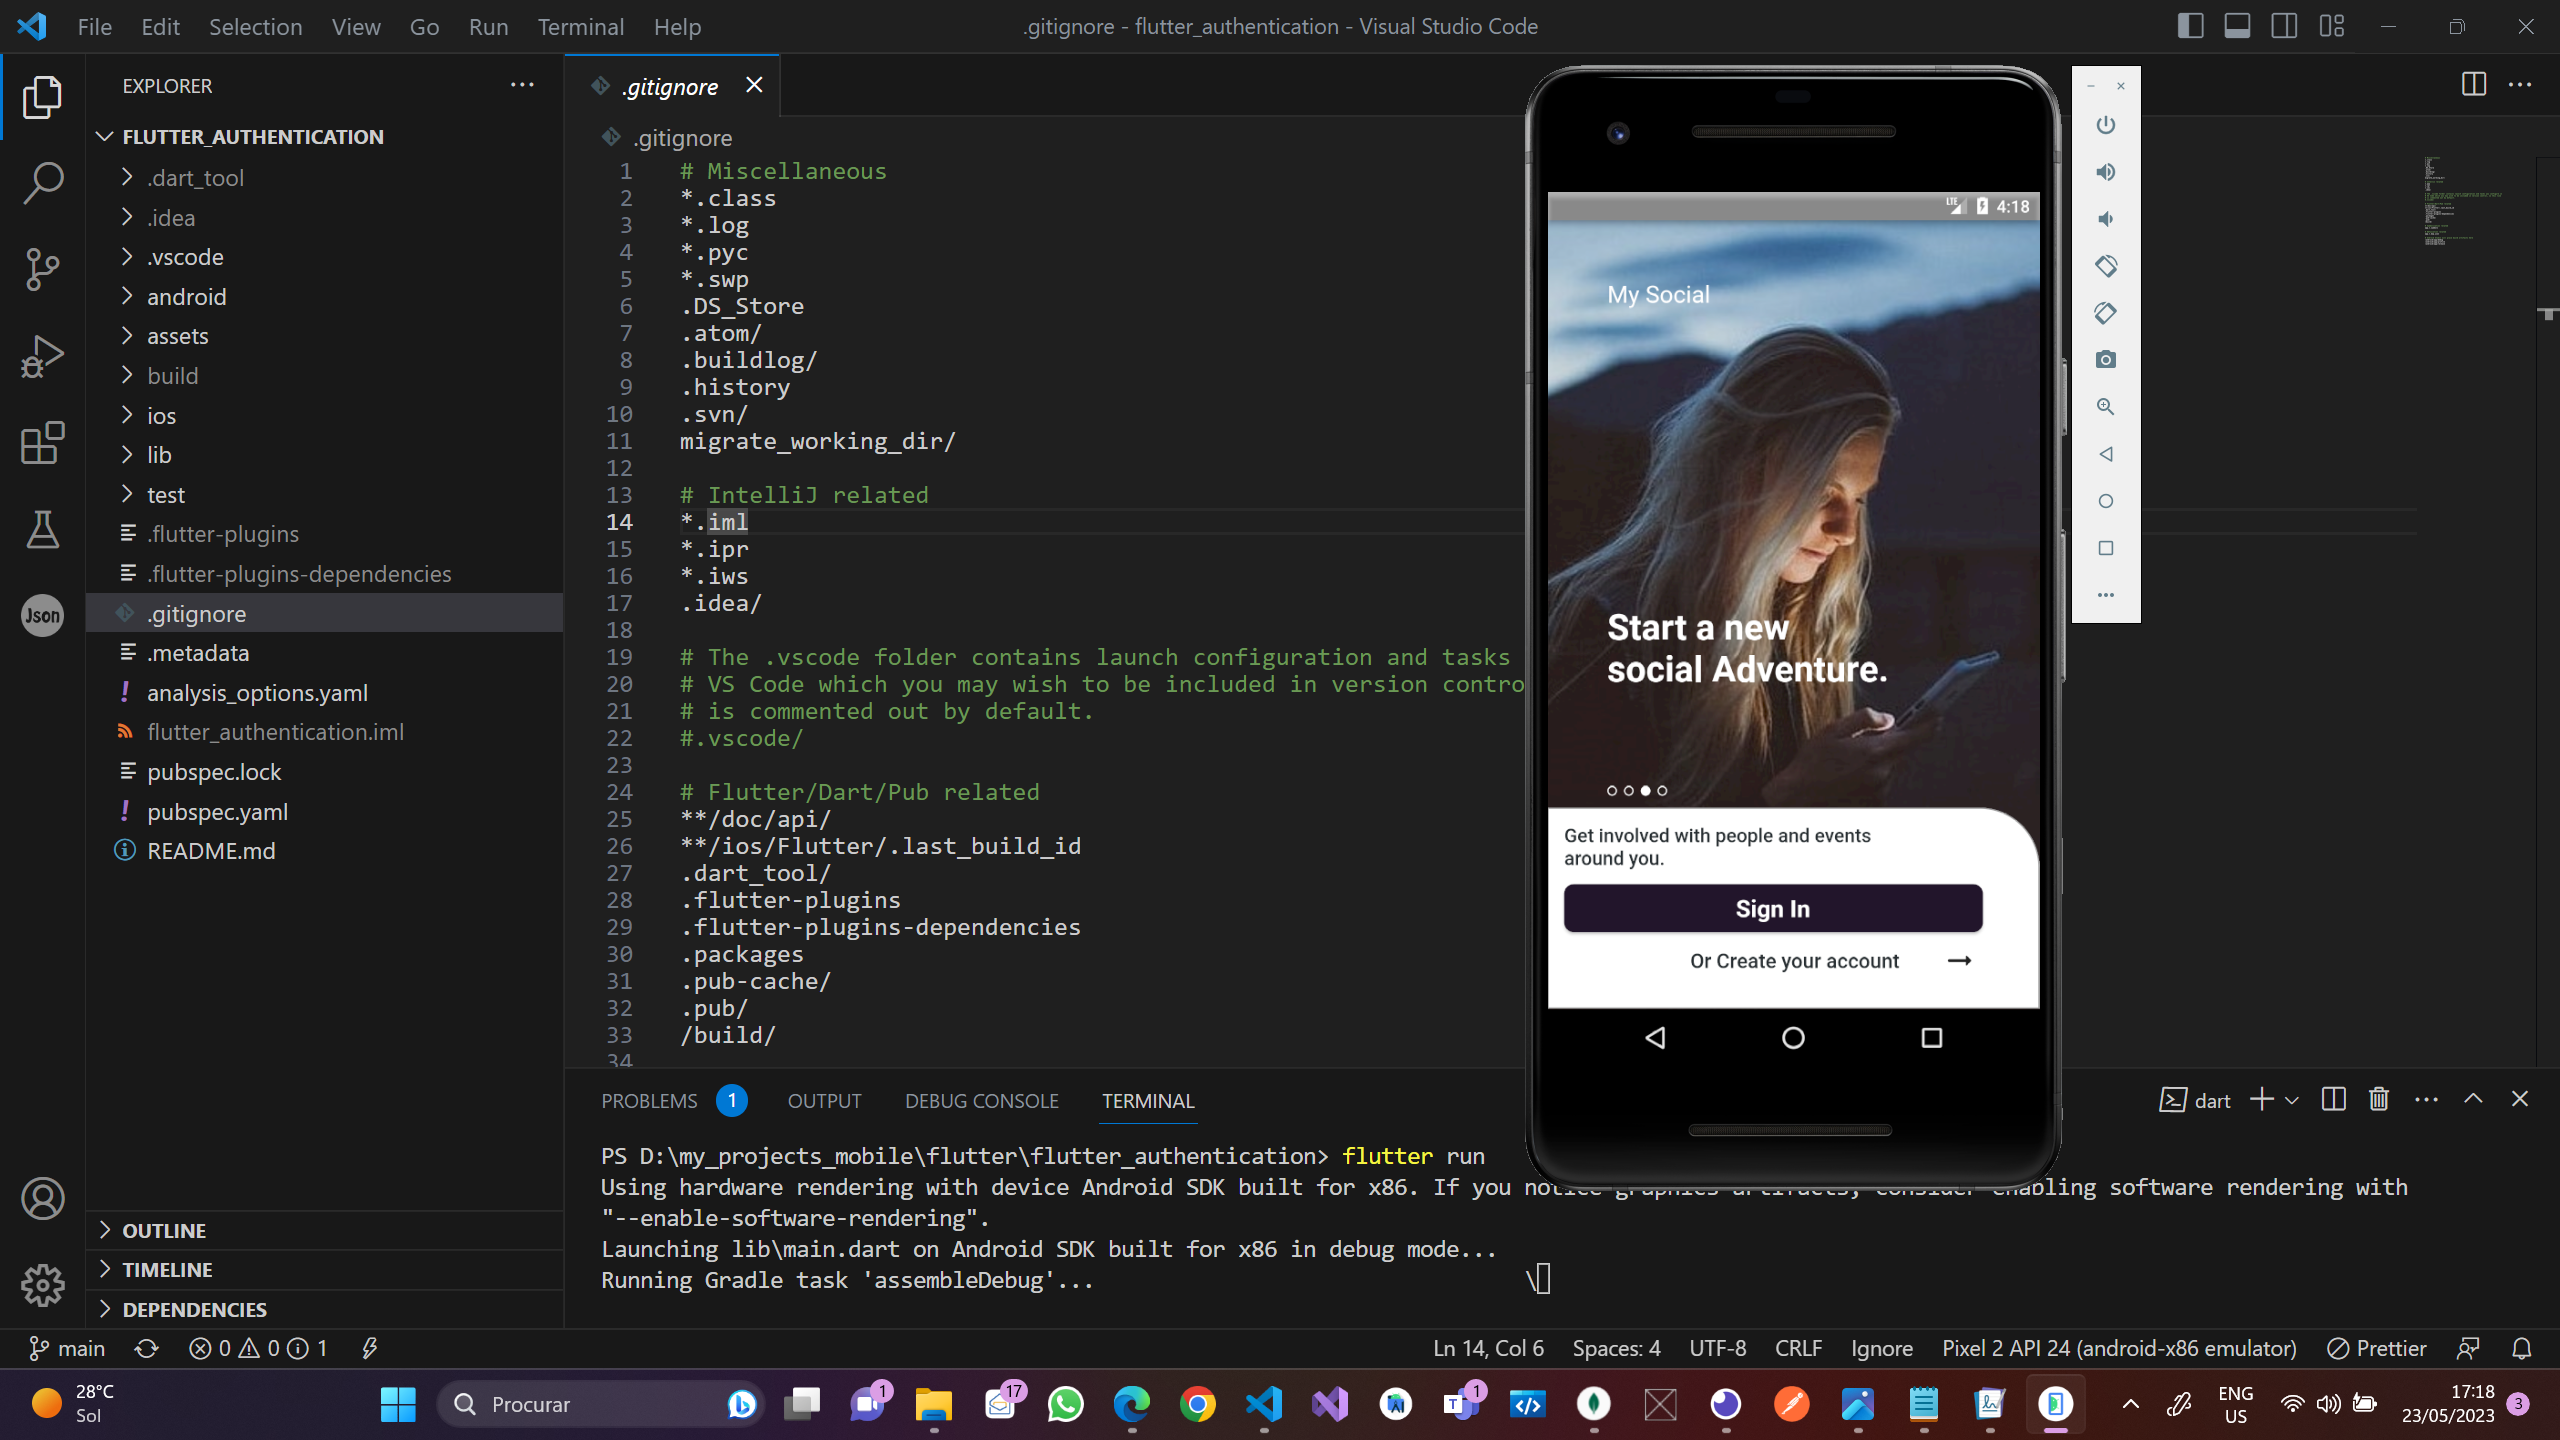 File Edit Selection View Go Run Terminal Help
.gitignore - flutter_authentication - Visual Studio Code
EXPLORER
FLUTTER_AUTHENTICATION
.dart_tool
.idea
.vscode
android
assets
build
ios
lib
test
.flutter-plugins
.flutter-plugins-dependencies
.gitignore
.metadata
analysis_options.yaml
flutter_authentication.iml
pubspec.lock
pubspec.yaml
README.md
OUTLINE
TIMELINE
DEPENDENCIES
Json
.gitignore
.gitignore
1 # Miscellaneous
2 *.class
3 *.log
4 *.pyc
5 *.swp
6 .DS_Store
7 .atom/
8 .buildlog/
9 .history
10 .svn/
11 migrate_working_dir/
12
13 # IntelliJ related
14 *.iml
15 *.ipr
16 *.iws
17 .idea/
18
19 # The .vscode folder contains launch configuration and tasks
20 # VS Code which you may wish to be included in version contro
21 # is commented out by default.
22 #.vscode/
23
24 # Flutter/Dart/Pub related
25 **/doc/api/
26 **/ios/Flutter/.last_build_id
27 .dart_tool/
28 .flutter-plugins
29 .flutter-plugins-dependencies
30 .packages
31 .pub-cache/
32 .pub/
33 /build/
34
LTE 4:18
My Social
Start a new
social Adventure.
Get involved with people and events
around you.
Sign In
Or Create your account
PROBLEMS 1 OUTPUT DEBUG CONSOLE TERMINAL
dart
PS D:\my_projects_mobile\flutter\flutter_authentication> flutter run
Using hardware rendering with device Android SDK built for x86. If you notice graphics artifacts, consider enabling software rendering with
"--enable-software-rendering".
Launching lib\main.dart on Android SDK built for x86 in debug mode...
Running Gradle task 'assembleDebug'... \
main 0 0 1
Ln 14, Col 6 Spaces: 4 UTF-8 CRLF Ignore Pixel 2 API 24 (android-x86 emulator) Prettier
28°C
Sol
Procurar
1
17
1
ENG
US
17:18
23/05/2023
3